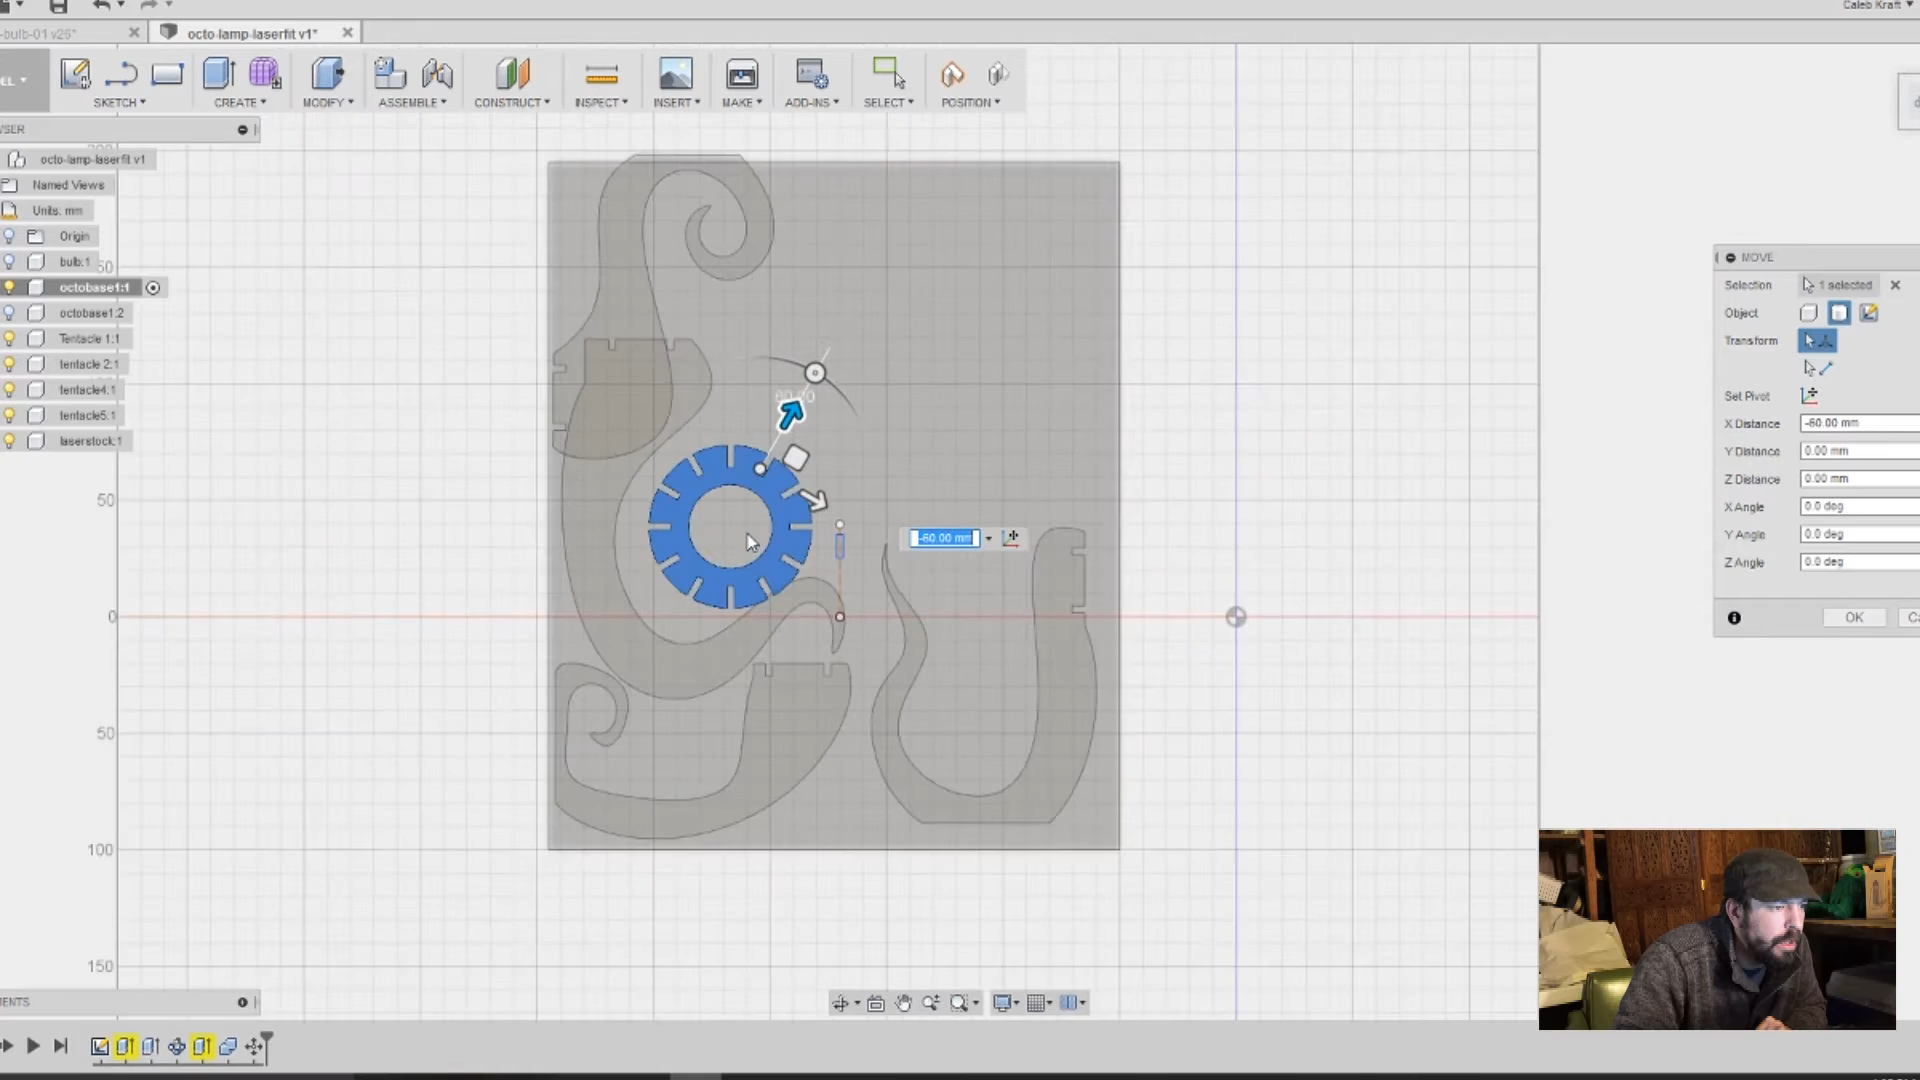 Caleb Kraft
-bulb-01 v26*
octo-lamp-laserfit v1*
SKETCH
CREATE
MODIFY
ASSEMBLE
CONSTRUCT
INSPECT
INSERT
MAKE
ADD-INS
SELECT
POSITION
octo-lamp-laserfit v1
Named Views
Units: mm
Origin
bulb:1
octobase1:1
octobase1:2
Tentacle 1:1
tentacle 2:1
tentacle4:1
tentacle5:1
laserstock:1
50
0
50
100
150
-60.00 mm
MOVE
Selection
1 selected
Object
Transform
Set Pivot
X Distance
-60.00 mm
Y Distance
0.00 mm
Z Distance
0.00 mm
X Angle
0.0 deg
Y Angle
0.0 deg
Z Angle
0.0 deg
OK